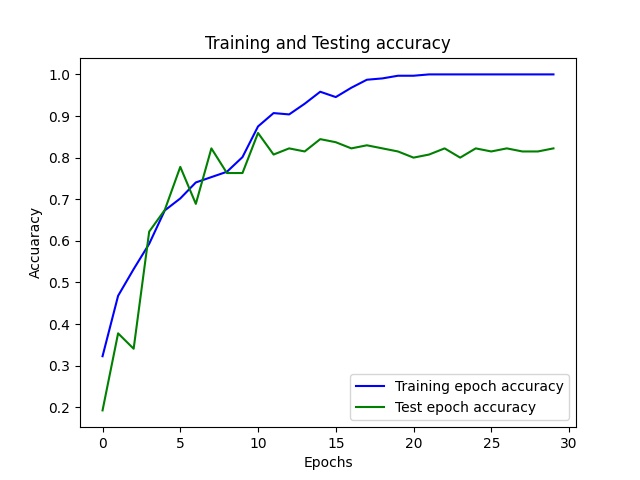 Training and Testing accuracy
1.0
0.9
0.8
0.7
0.6
0.5
0.4
0.3
0.2
Accuaracy
Training epoch accuracy
Test epoch accuracy
0 5 10 15 20 25 30
Epochs